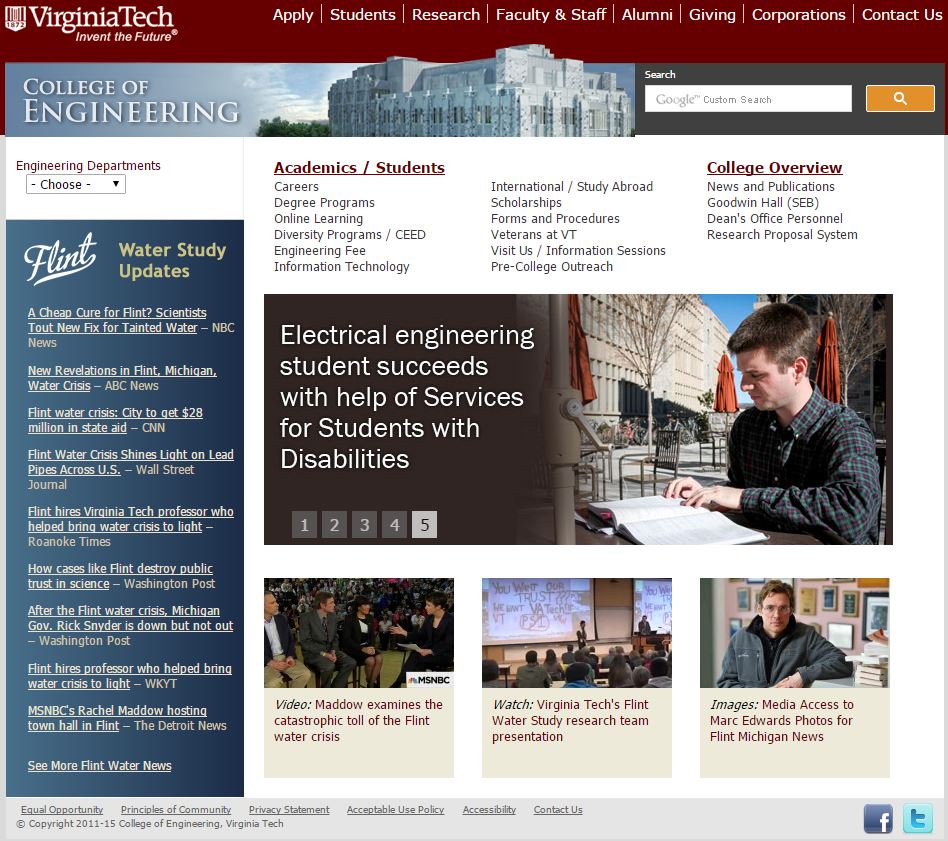 1872
VirginiaTech
Invent the Future®
Apply
Students
Research
Faculty & Staff
Alumni
Giving
Corporations
Contact Us
COLLEGE OF
ENGINEERING
Search
Google™ Custom Search
Engineering Departments
- Choose -
Flint
Water Study
Updates
A Cheap Cure for Flint? Scientists
Tout New Fix for Tainted Water – NBC
News
New Revelations in Flint, Michigan,
Water Crisis – ABC News
Flint water crisis: City to get $28
million in state aid – CNN
Flint Water Crisis Shines Light on Lead
Pipes Across U.S. – Wall Street
Journal
Flint hires Virginia Tech professor who
helped bring water crisis to light –
Roanoke Times
How cases like Flint destroy public
trust in science – Washington Post
After the Flint water crisis, Michigan
Gov. Rick Snyder is down but not out
– Washington Post
Flint hires professor who helped bring
water crisis to light – WKYT
MSNBC's Rachel Maddow hosting
town hall in Flint – The Detroit News
See More Flint Water News
Academics / Students
Careers
Degree Programs
Online Learning
Diversity Programs / CEED
Engineering Fee
Information Technology
International / Study Abroad
Scholarships
Forms and Procedures
Veterans at VT
Visit Us / Information Sessions
Pre-College Outreach
College Overview
News and Publications
Goodwin Hall (SEB)
Dean's Office Personnel
Research Proposal System
Electrical engineering
student succeeds
with help of Services
for Students with
Disabilities
1 2 3 4 5
MSNBC
Video: Maddow examines the
catastrophic toll of the Flint
water crisis
YOU WANT OUR
TRUST??
WE WANT VA Tech
VT
Watch: Virginia Tech's Flint
Water Study research team
presentation
Images: Media Access to
Marc Edwards Photos for
Flint Michigan News
Equal Opportunity
Principles of Community
Privacy Statement
Acceptable Use Policy
Accessibility
Contact Us
© Copyright 2011-15 College of Engineering, Virginia Tech